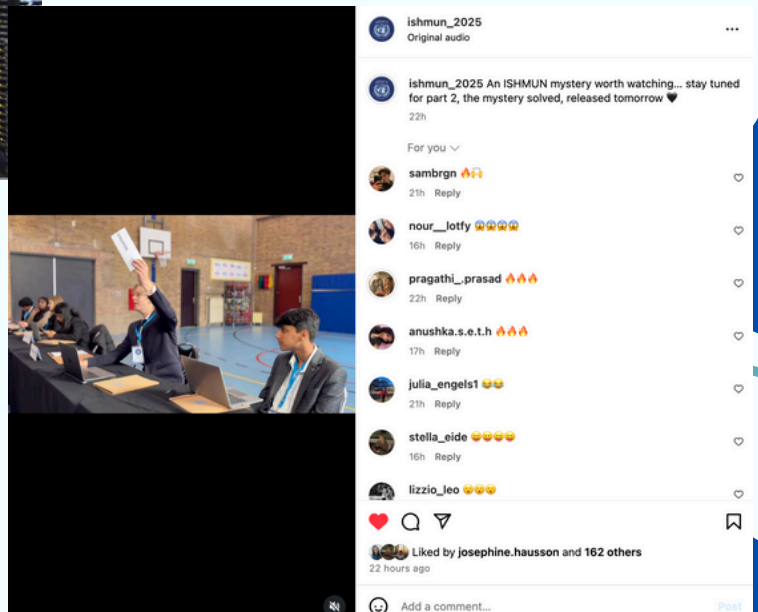 ishmun_2025
Original audio
ishmun_2025 An ISHMUN mystery worth watching... stay tuned
for part 2, the mystery solved, released tomorrow 🖤
22h
For you
sambrgn 🔥🙌
21h Reply
nour__lotfy 😱😱😱😱
16h Reply
pragathi_.prasad 🔥🔥🔥
22h Reply
anushka.s.e.t.h 🔥🔥🔥
17h Reply
julia_engels1 😂😂
21h Reply
stella_eide 😝😝😝😝
16h Reply
lizzio_leo 😮😮😮
Liked by josephine.hausson and 162 others
22 hours ago
Add a comment...
Post